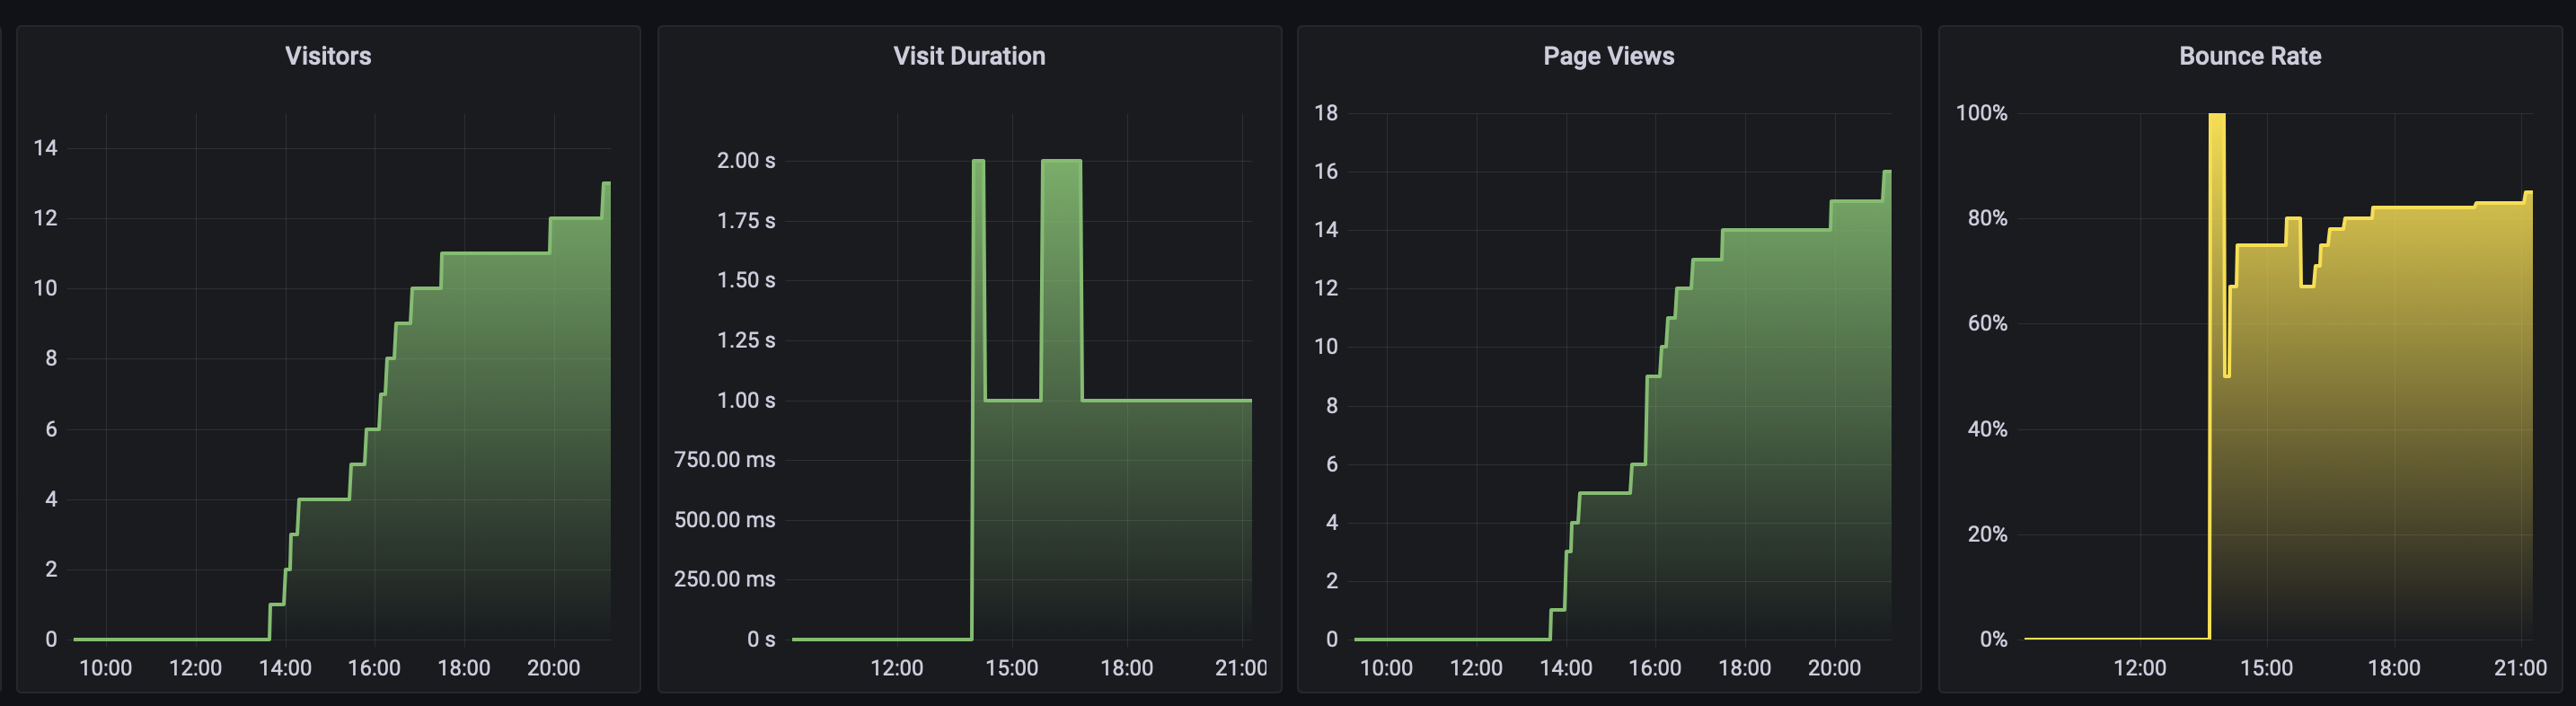 Visitors
14
12
10
8
6
4
2
0
10:00 12:00 14:00 16:00 18:00 20:00
Visit Duration
2.00 s
1.75 s
1.50 s
1.25 s
1.00 s
750.00 ms
500.00 ms
250.00 ms
0 s
12:00 15:00 18:00 21:00
Page Views
18
16
14
12
10
8
6
4
2
0
10:00 12:00 14:00 16:00 18:00 20:00
Bounce Rate
100%
80%
60%
40%
20%
0%
12:00 15:00 18:00 21:00